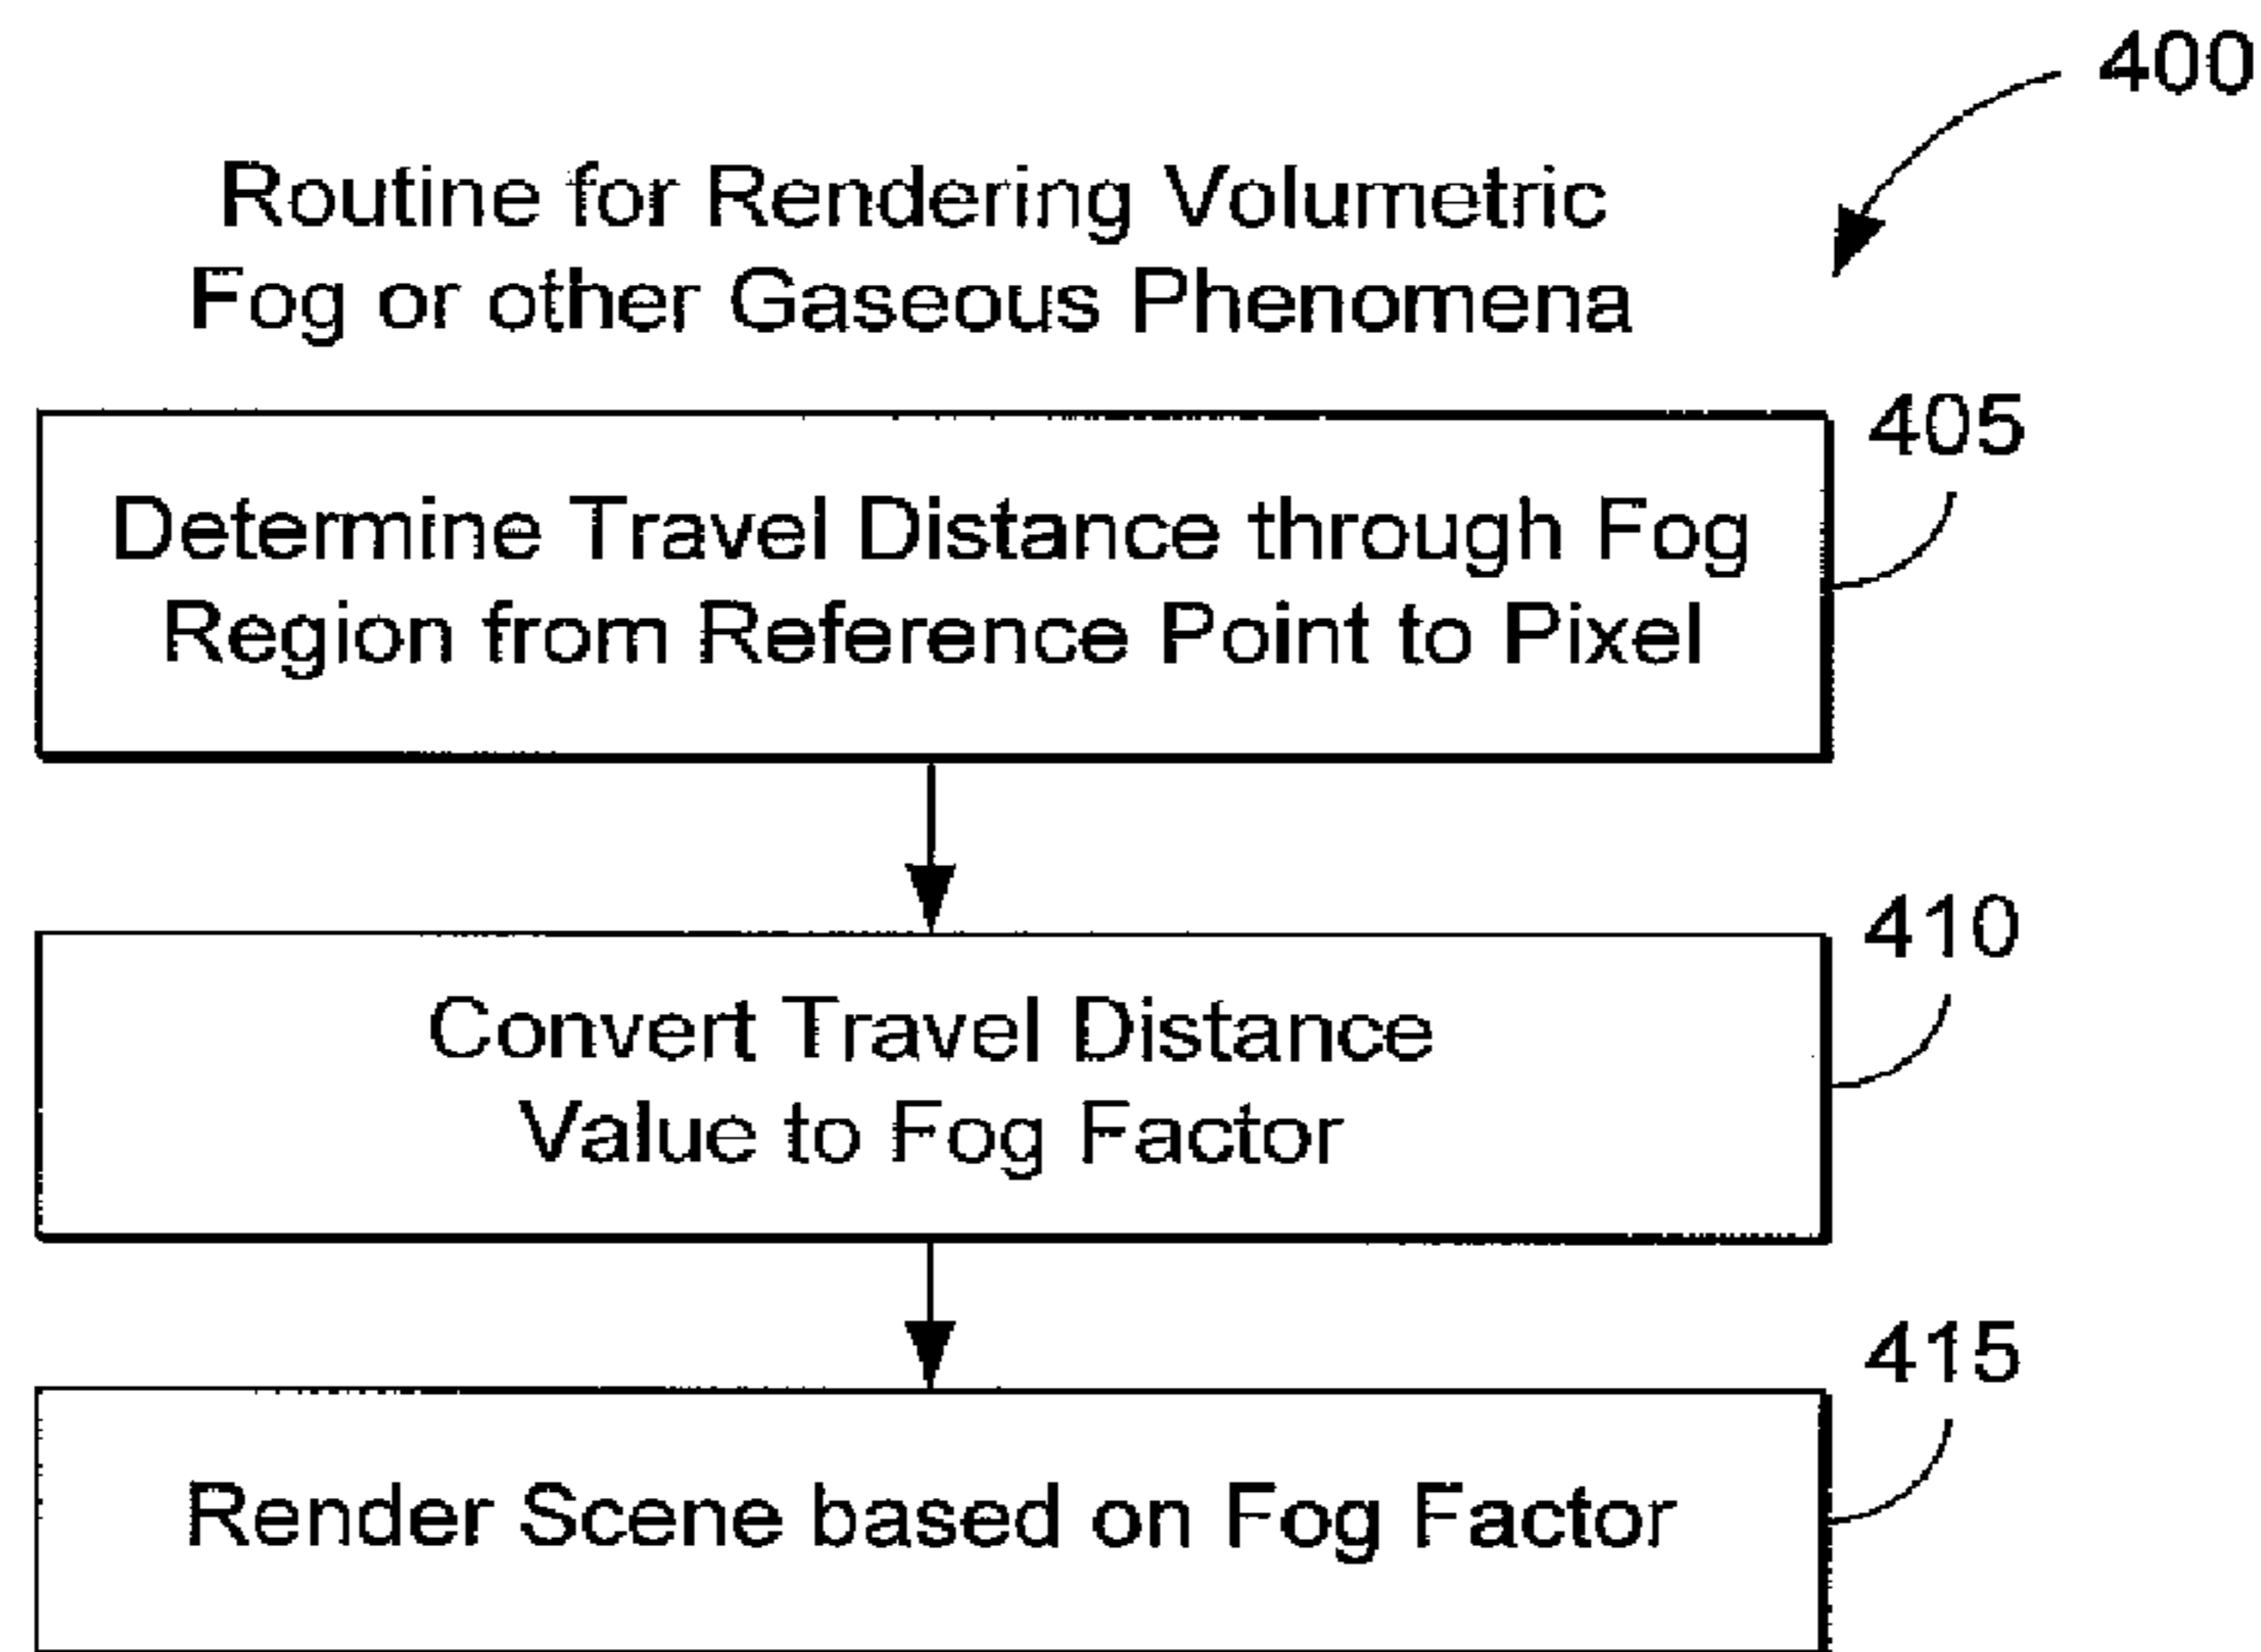 400
Routine for Rendering Volumetric
Fog or other Gaseous Phenomena
405
Determine Travel Distance through Fog
Region from Reference Point to Pixel
410
Convert Travel Distance
Value to Fog Factor
415
Render Scene based on Fog Factor